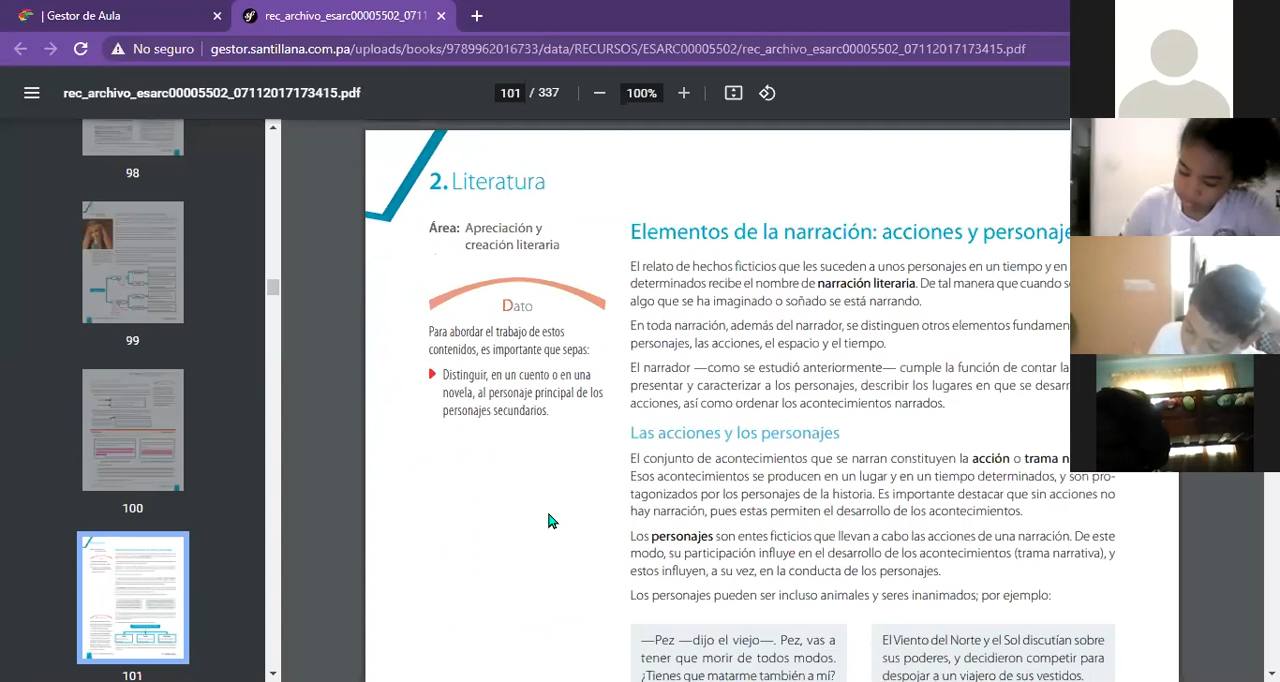 | Gestor de Aula
rec_archivo_esarc00005502_0711
No seguro
gestor.santillana.com.pa/uploads/books/9789962016733/data/RECURSOS/ESARC00005502/rec_archivo_esarc00005502_07112017173415.pdf
rec_archivo_esarc00005502_07112017173415.pdf
101 / 337
100%
98
99
100
101
2. Literatura
Área: Apreciación y
creación literaria
Dato
Para abordar el trabajo de estos
contenidos, es importante que sepas:
Distinguir, en un cuento o en una
novela, al personaje principal de los
personajes secundarios.
Elementos de la narración: acciones y personaje
El relato de hechos ficticios que les suceden a unos personajes en un tiempo y en
determinados recibe el nombre de narración literaria. De tal manera que cuando s
algo que se ha imaginado o soñado se está narrando.
En toda narración, además del narrador, se distinguen otros elementos fundamen
personajes, las acciones, el espacio y el tiempo.
El narrador —como se estudió anteriormente— cumple la función de contar la
presentar y caracterizar a los personajes, describir los lugares en que se desarr
acciones, así como ordenar los acontecimientos narrados.
Las acciones y los personajes
El conjunto de acontecimientos que se narran constituyen la acción o trama n
Esos acontecimientos se producen en un lugar y en un tiempo determinados, y son pro-
tagonizados por los personajes de la historia. Es importante destacar que sin acciones no
hay narración, pues estas permiten el desarrollo de los acontecimientos.
Los personajes son entes ficticios que llevan a cabo las acciones de una narración. De este
modo, su participación influye en el desarrollo de los acontecimientos (trama narrativa), y
estos influyen, a su vez, en la conducta de los personajes.
Los personajes pueden ser incluso animales y seres inanimados; por ejemplo:
—Pez —dijo el viejo—. Pez, vas a
tener que morir de todos modos.
¿Tienes que matarme también a mí?
El Viento del Norte y el Sol discutían sobre
sus poderes, y decidieron competir para
despojar a un viajero de sus vestidos.